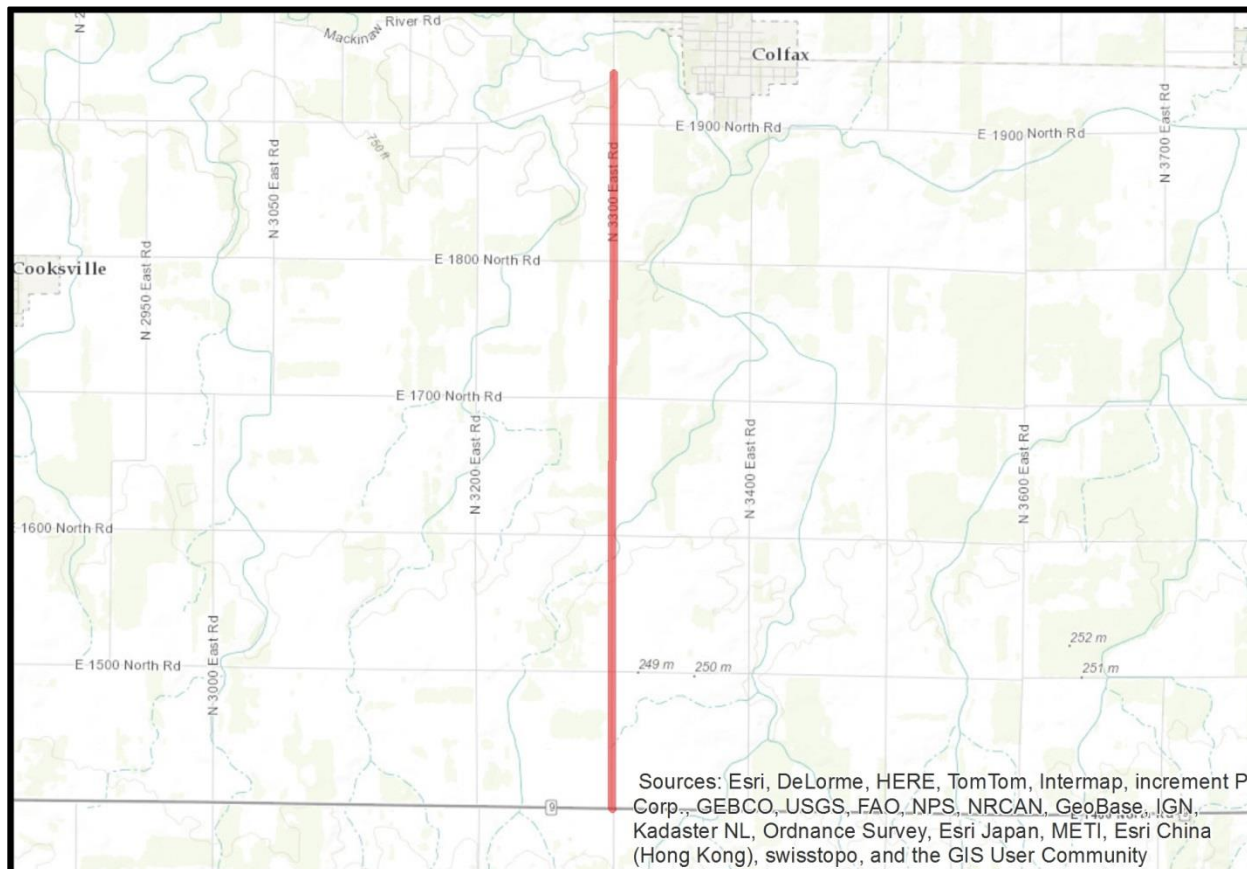 N 2
Mackinaw River Rd
Colfax
E 1900 North Rd
E 1900 North Rd
N 3700 East Rd
750 ft
N 3050 East Rd
N 3300 East Rd
Cooksville
N 2950 East Rd
E 1800 North Rd
E 1700 North Rd
N 3200 East Rd
N 3400 East Rd
N 3600 East Rd
E 1600 North Rd
252 m
E 1500 North Rd
N 3000 East Rd
249 m
250 m
251 m
9
E 1400 North Rd
Sources: Esri, DeLorme, HERE, TomTom, Intermap, increment P
Corp., GEBCO, USGS, FAO, NPS, NRCAN, GeoBase, IGN,
Kadaster NL, Ordnance Survey, Esri Japan, METI, Esri China
(Hong Kong), swisstopo, and the GIS User Community